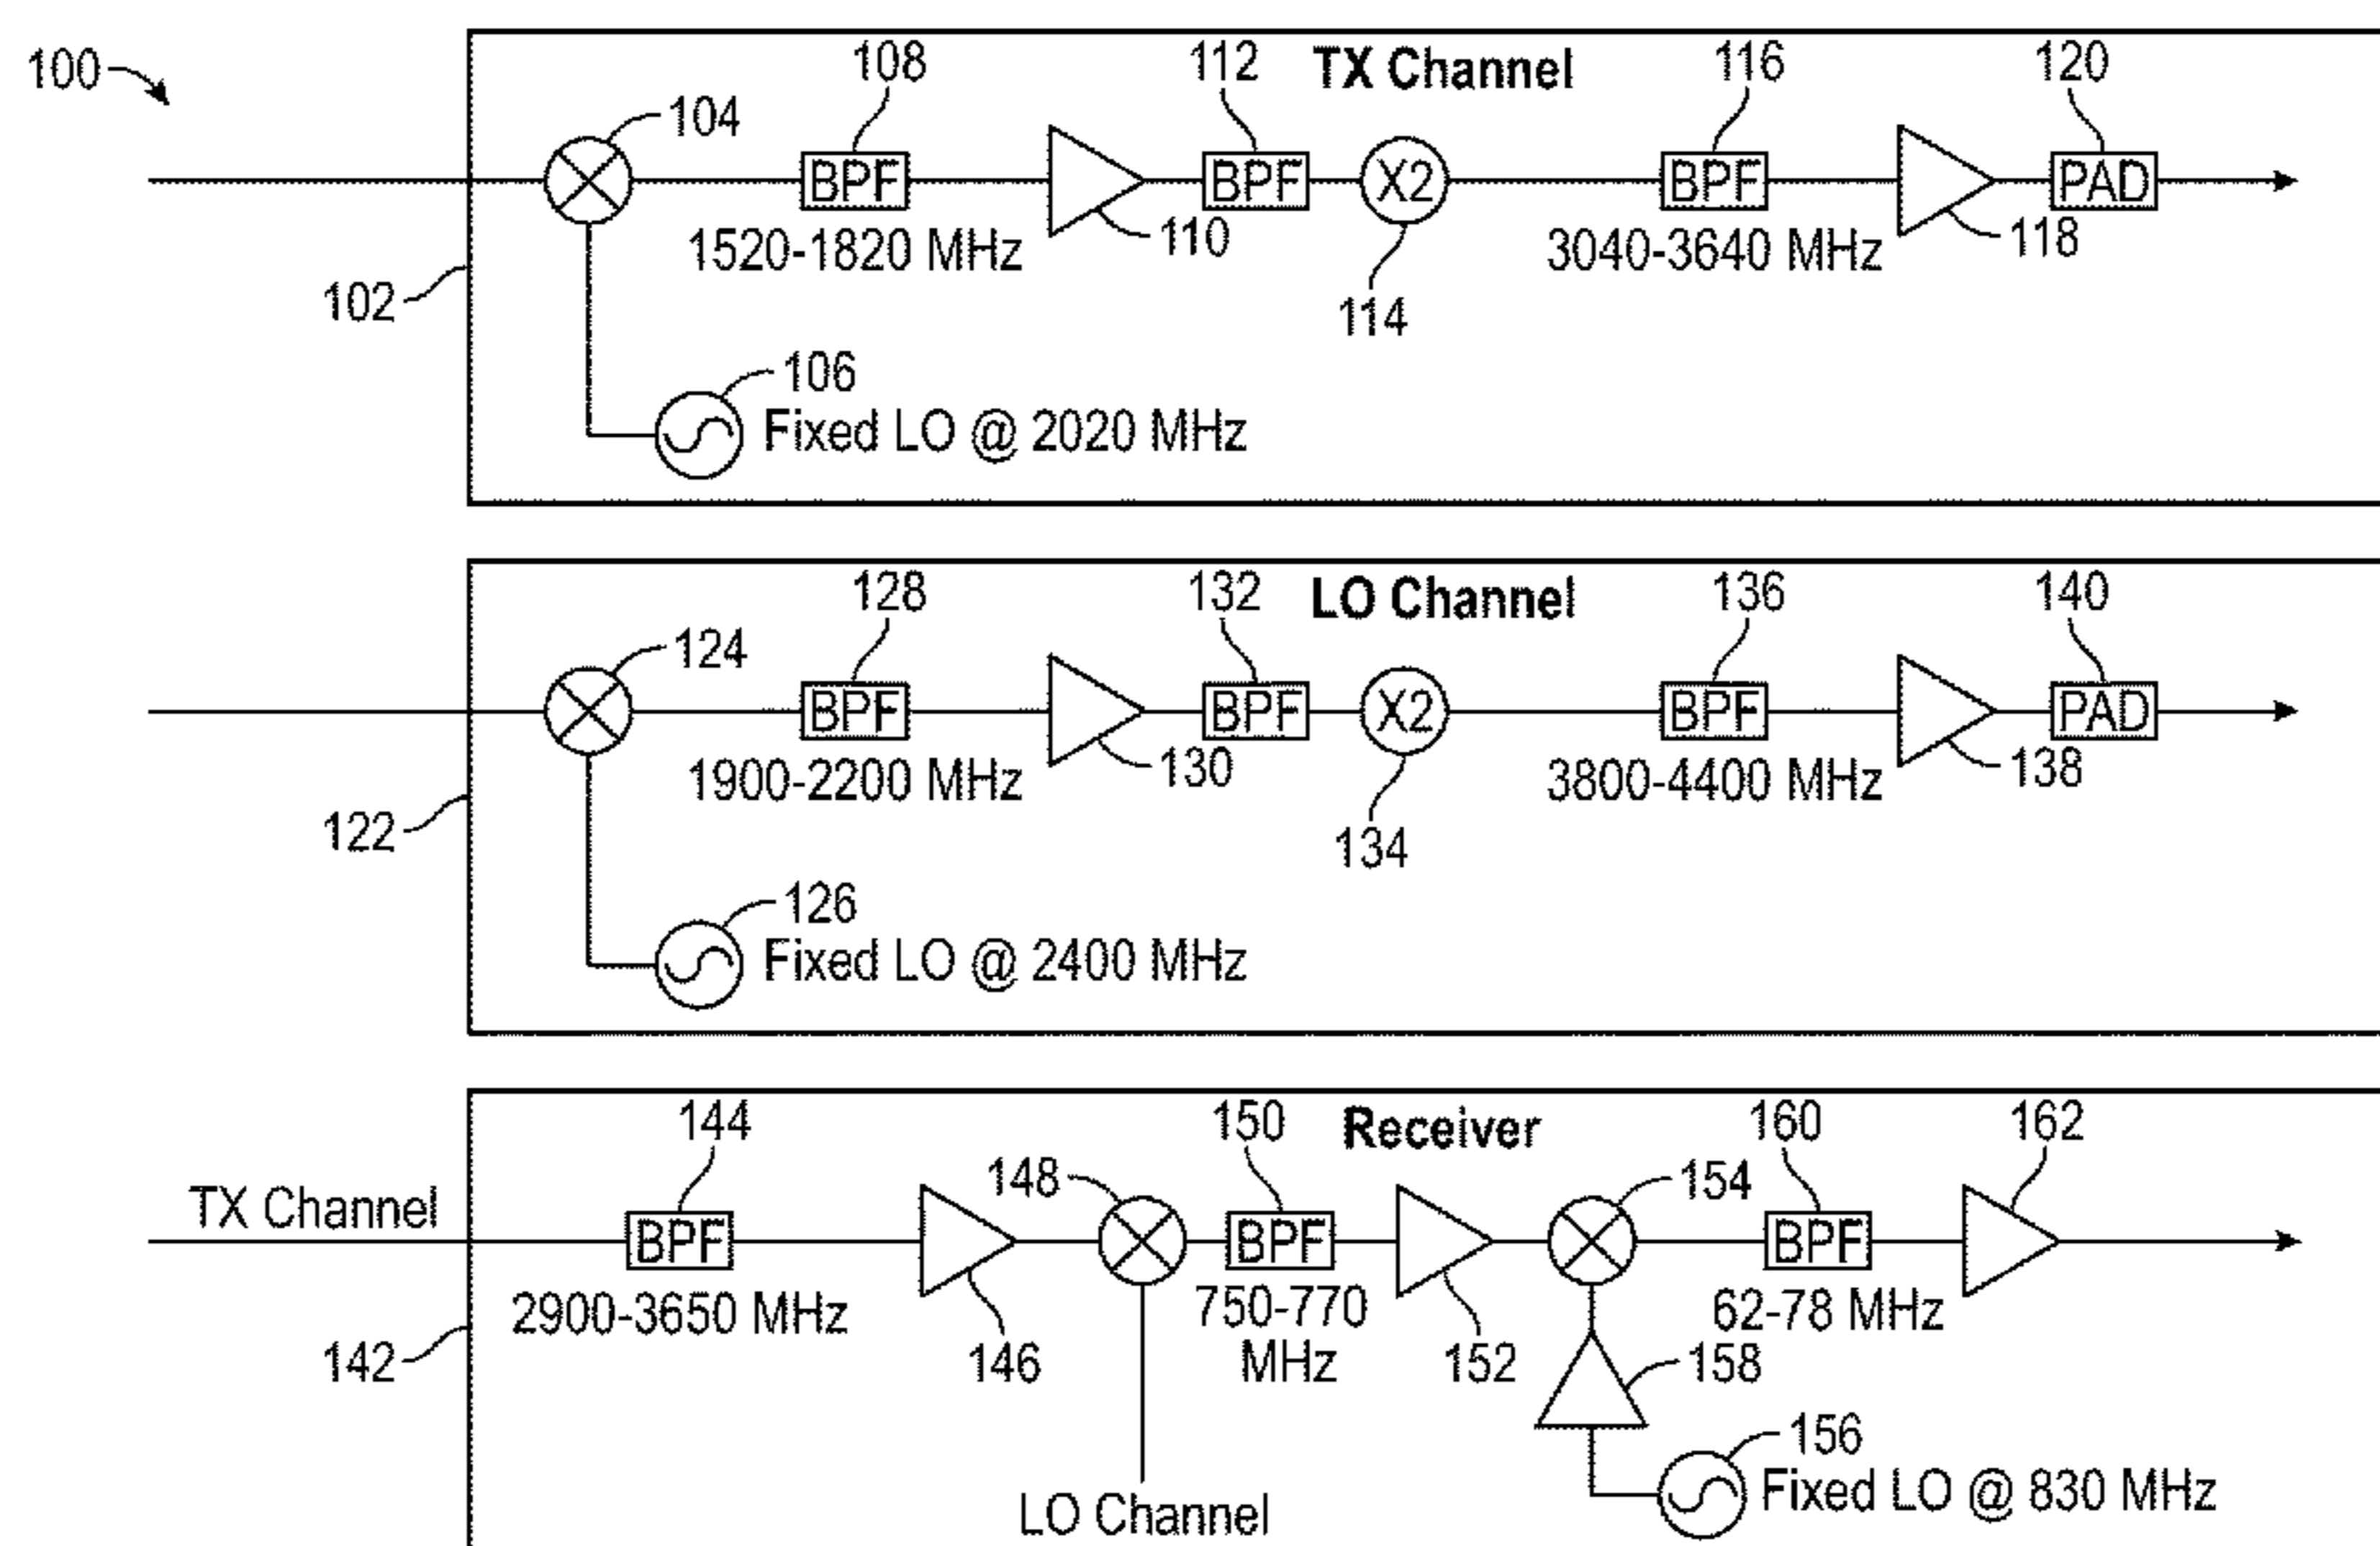 100
108
112
TX Channel
116
120
104
BPF
BPF
X2
BPF
PAD
1520-1820 MHz
110
3040-3640 MHz
118
102
114
106
Fixed LO @ 2020 MHz
128
132
LO Channel
136
140
124
BPF
BPF
X2
BPF
PAD
1900-2200 MHz
130
3800-4400 MHz
138
122
134
126
Fixed LO @ 2400 MHz
144
150
Receiver
160
162
148
154
TX Channel
BPF
BPF
BPF
2900-3650 MHz
750-770
MHz
62-78 MHz
142
146
152
158
156
LO Channel
Fixed LO @ 830 MHz